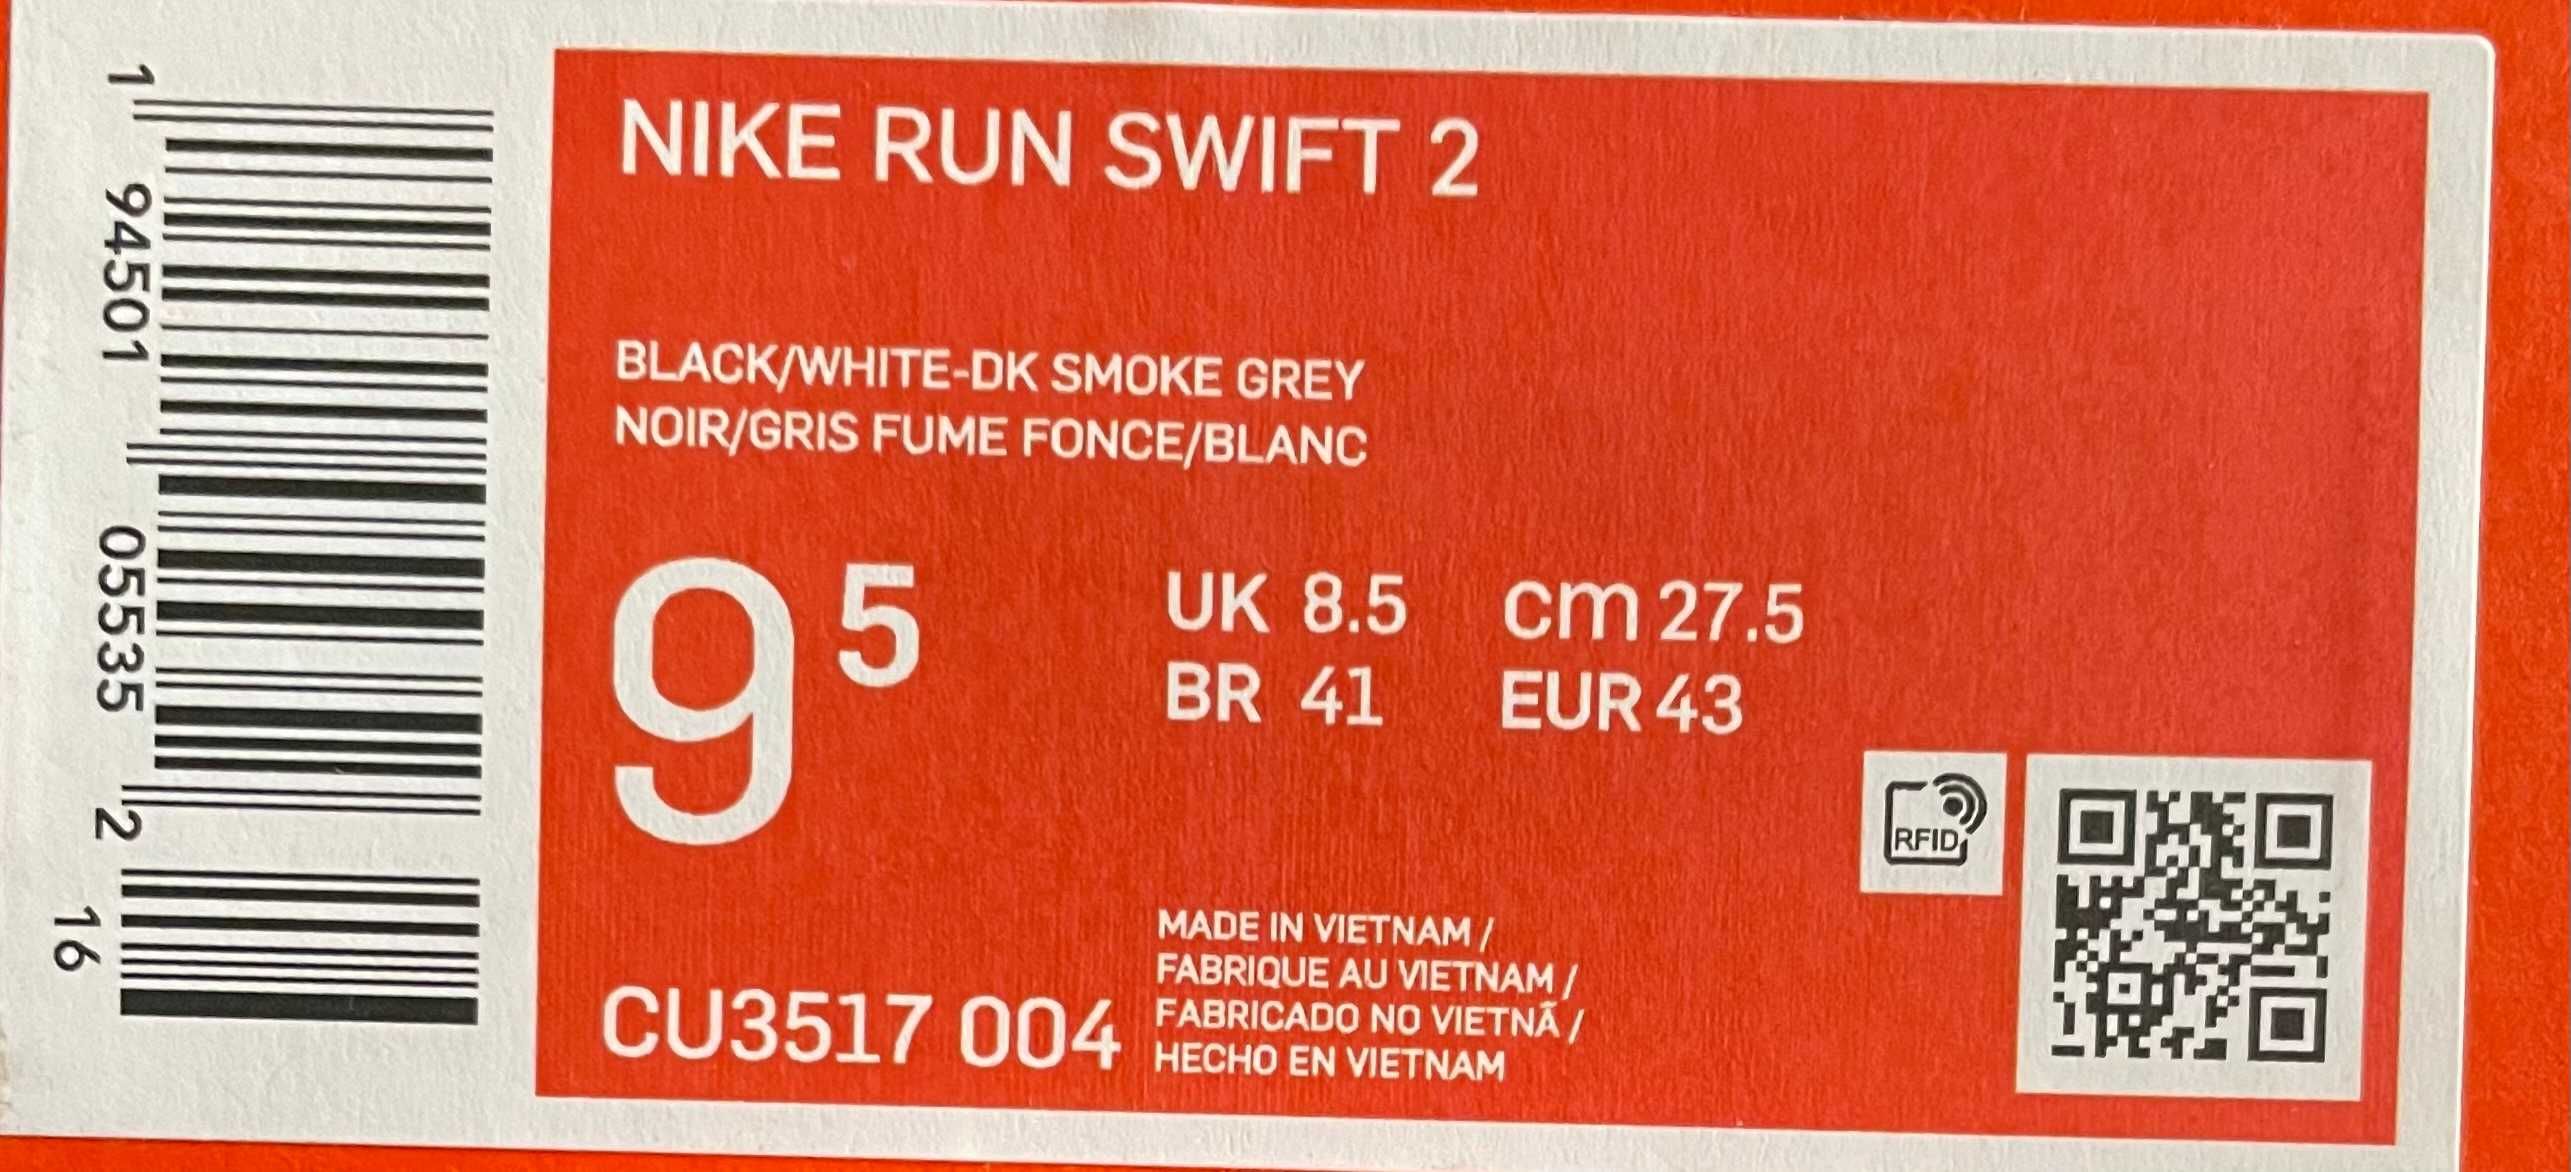 1 94501 05535 2 16
NIKE RUN SWIFT 2
BLACK/WHITE-DK SMOKE GREY
NOIR/GRIS FUME FONCE/BLANC
9 5
UK 8.5 cm 27.5
BR 41 EUR 43
RFID
CU3517 004
MADE IN VIETNAM /
FABRIQUE AU VIETNAM /
FABRICADO NO VIETNÃ /
HECHO EN VIETNAM